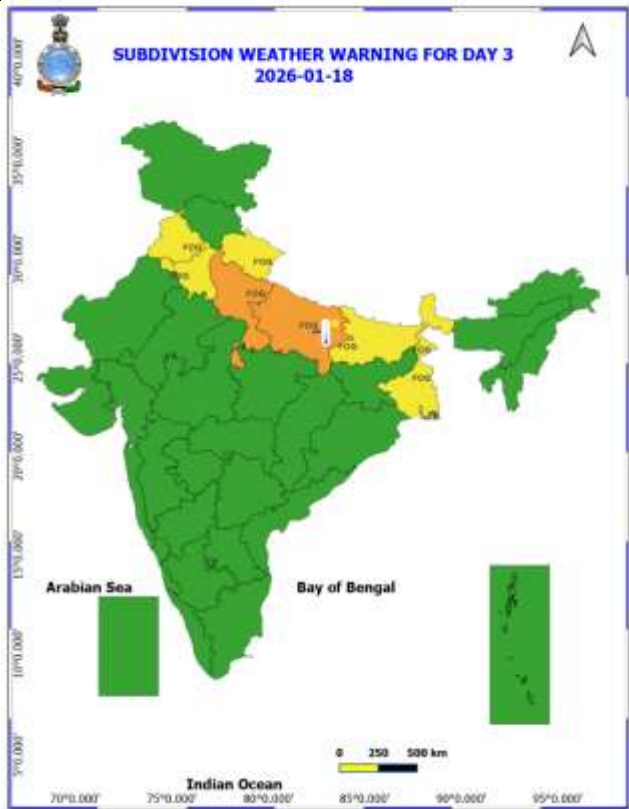 SUBDIVISION WEATHER WARNING FOR DAY 3
2026-01-18
40°0.000'
35°0.000'
30°0.000'
25°0.000'
20°0.000'
15°0.000'
10°0.000'
5°0.000'
FOG
FOG
FOG
FOG
FOG
FOG
FOG
FOG
Arabian Sea
Bay of Bengal
0 250 500 km
Indian Ocean
70°0.000' 75°0.000' 80°0.000' 85°0.000' 90°0.000' 95°0.000'